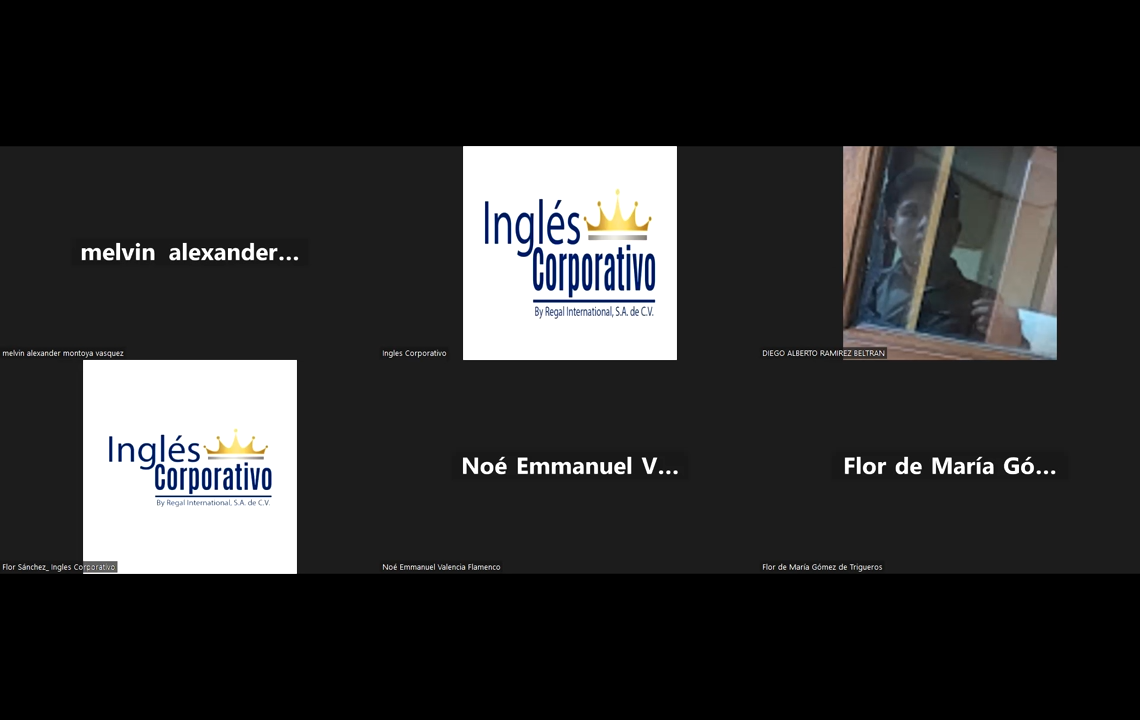 melvin alexander...
melvin alexander montoya vasquez
Inglés
Corporativo
By Regal International, S.A. de C.V.
Ingles Corporativo
DIEGO ALBERTO RAMIREZ BELTRAN
Inglés
Corporativo
By Regal International, S.A. de C.V.
Flor Sánchez_ Ingles Corporativo
Noé Emmanuel V...
Noé Emmanuel Valencia Flamenco
Flor de María Gó...
Flor de María Gómez de Trigueros